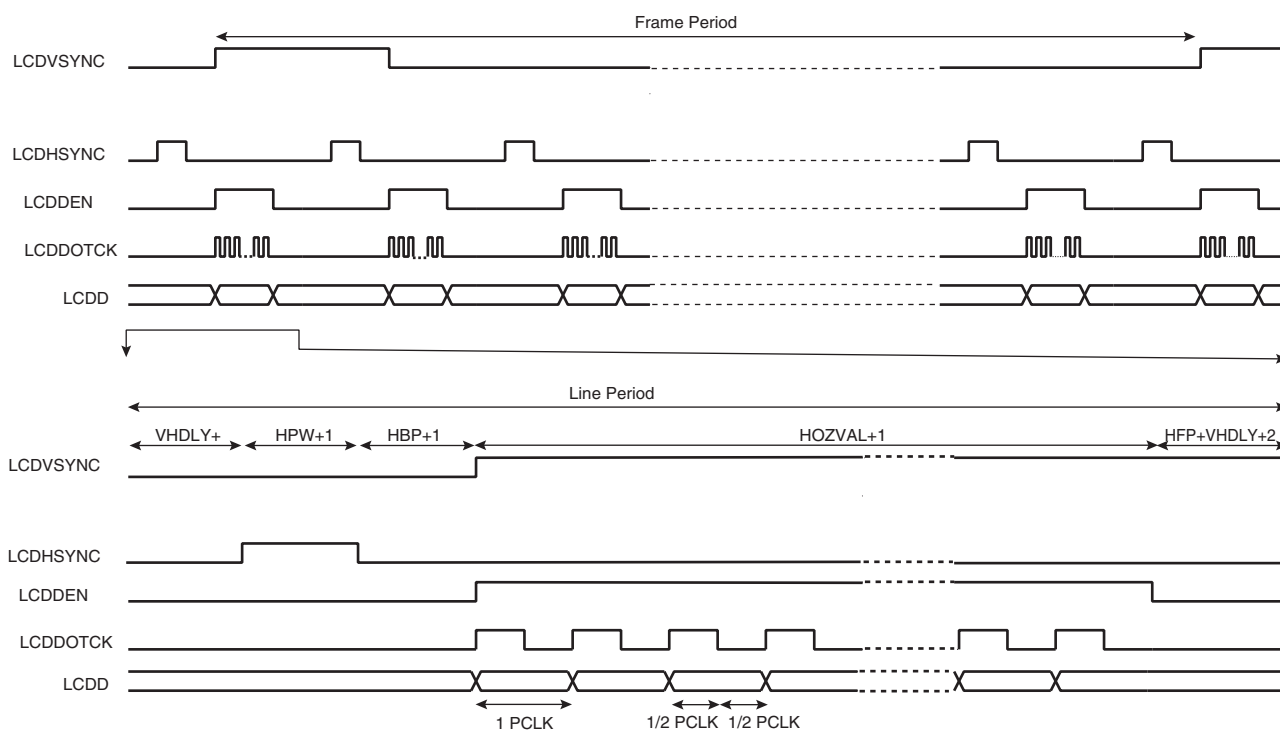 Frame Period
LCDVSYNC
LCDHSYNC
LCDDEN
LCDDOTCK
LCDD
Line Period
VHDLY+ HPW+1 HBP+1 HOZVAL+1 HFP+VHDLY+2
LCDVSYNC
LCDHSYNC
LCDDEN
LCDDOTCK
LCDD
1 PCLK 1/2 PCLK 1/2 PCLK